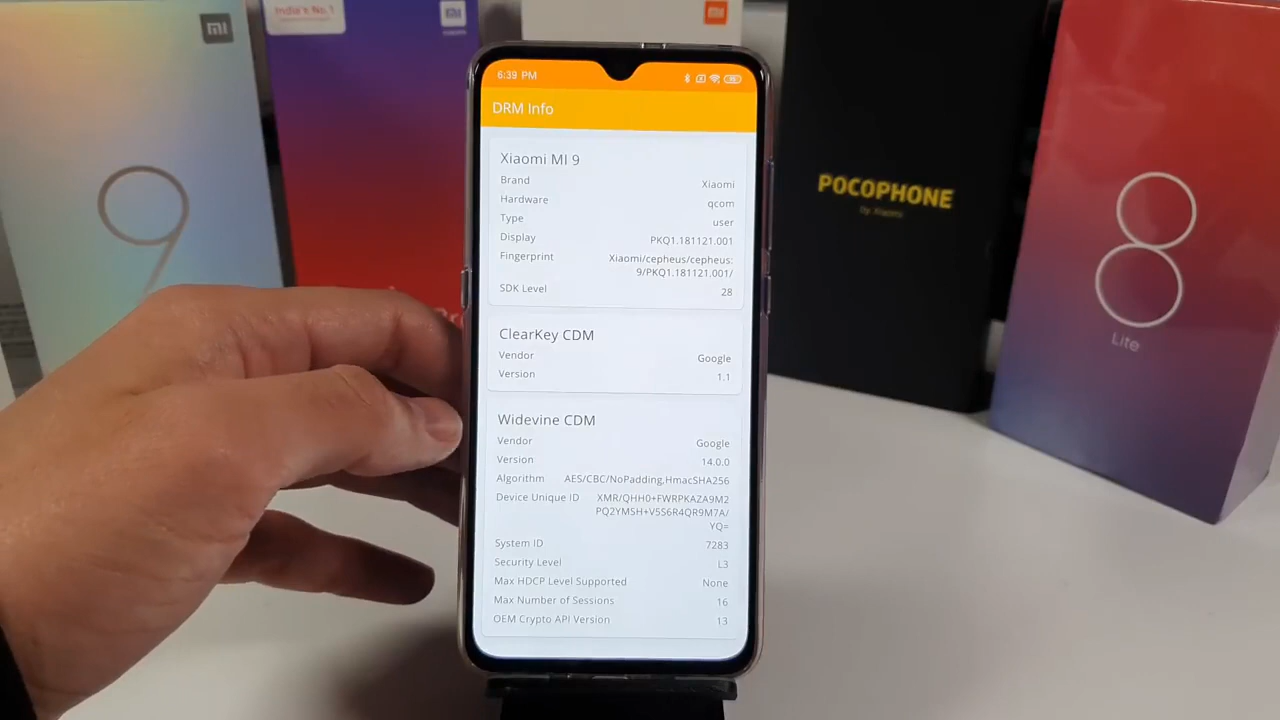 India's No.1
mi
9
mi
mi
6:39 PM
DRM Info
Xiaomi MI 9
Brand Xiaomi
Hardware qcom
Type user
Display PKQ1.181121.001
Fingerprint Xiaomi/cepheus/cepheus:
9/PKQ1.181121.001/
SDK Level 28
ClearKey CDM
Vendor Google
Version 1.1
Widevine CDM
Vendor Google
Version 14.0.0
Algorithm AES/CBC/NoPadding,HmacSHA256
Device Unique ID XMR/QHH0+FWRPKAZA9M2
PQ2YMSH+V5S6R4QR9M7A/
YQ=
System ID 7283
Security Level L3
Max HDCP Level Supported None
Max Number of Sessions 16
OEM Crypto API Version 13
POCOPHONE
by Xiaomi
8
Lite